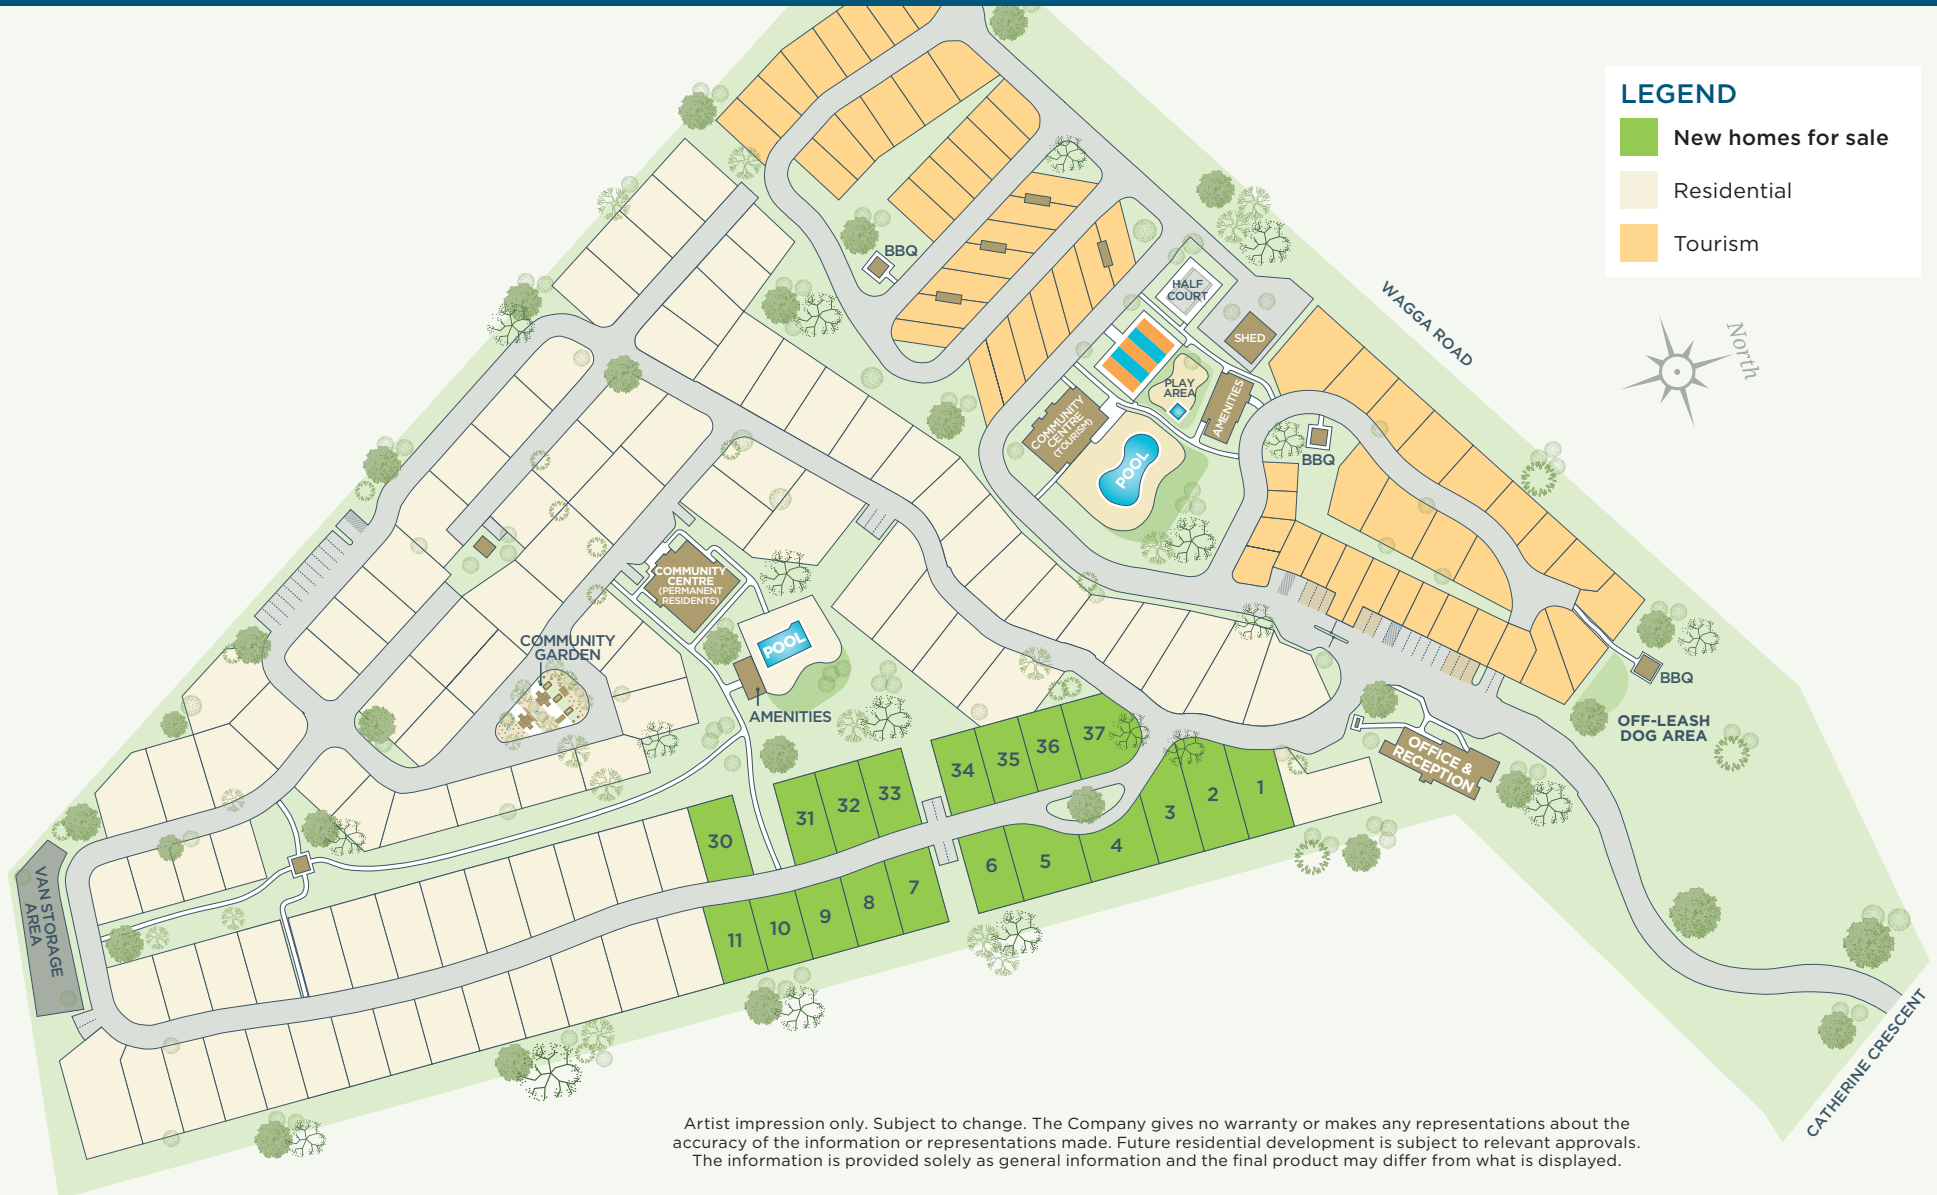 LEGEND
New homes for sale
Residential
Tourism
WAGGA ROAD
North
BBQ
HALF
COURT
SHED
PLAY
AREA
AMENITIES
COMMUNITY
CENTRE
(TOURISM)
POOL
BBQ
COMMUNITY
CENTRE
(PERMANENT
RESIDENTS)
COMMUNITY
GARDEN
POOL
AMENITIES
BBQ
OFF-LEASH
DOG AREA
OFFICE &
RECEPTION
37
36
35
34
33
32
31
30
1
2
3
4
5
6
7
8
9
10
11
VAN STORAGE
AREA
CATHERINE CRESCENT
Artist impression only. Subject to change. The Company gives no warranty or makes any representations about the
accuracy of the information or representations made. Future residential development is subject to relevant approvals.
The information is provided solely as general information and the final product may differ from what is displayed.